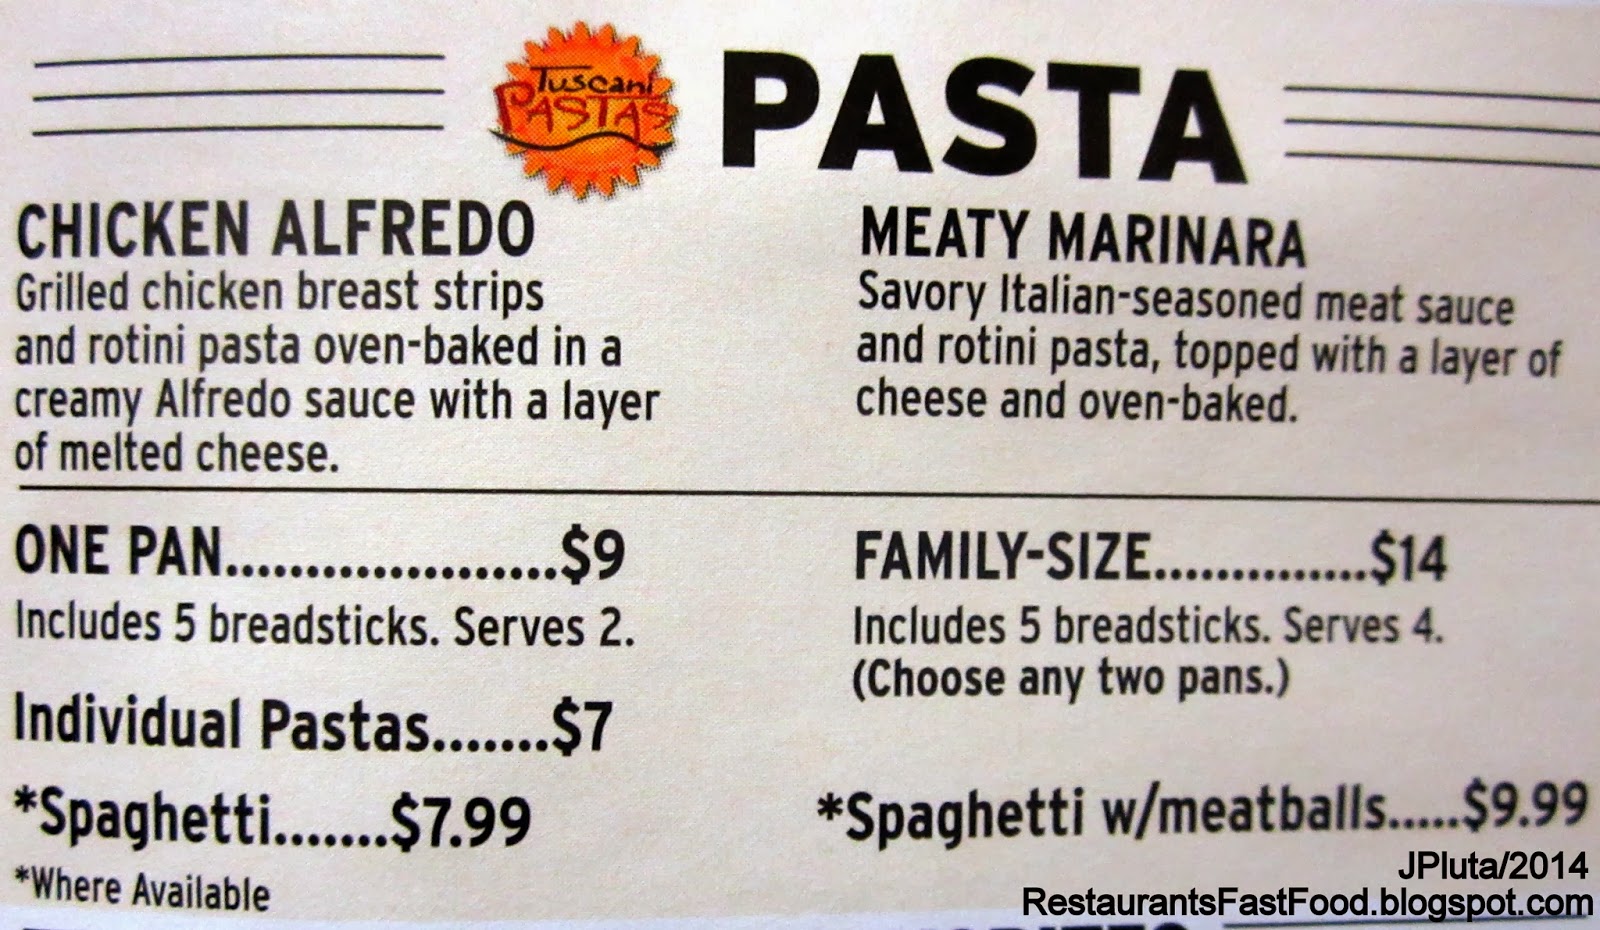 Tuscani
PASTAS
PASTA
CHICKEN ALFREDO
Grilled chicken breast strips
and rotini pasta oven-baked in a
creamy Alfredo sauce with a layer
of melted cheese.
MEATY MARINARA
Savory Italian-seasoned meat sauce
and rotini pasta, topped with a layer of
cheese and oven-baked.
ONE PAN.....................$9
Includes 5 breadsticks. Serves 2.
Individual Pastas.......$7
*Spaghetti.......$7.99
*Where Available
FAMILY-SIZE..............$14
Includes 5 breadsticks. Serves 4.
(Choose any two pans.)
*Spaghetti w/meatballs.....$9.99
JPluta/2014
RestaurantsFastFood.blogspot.com